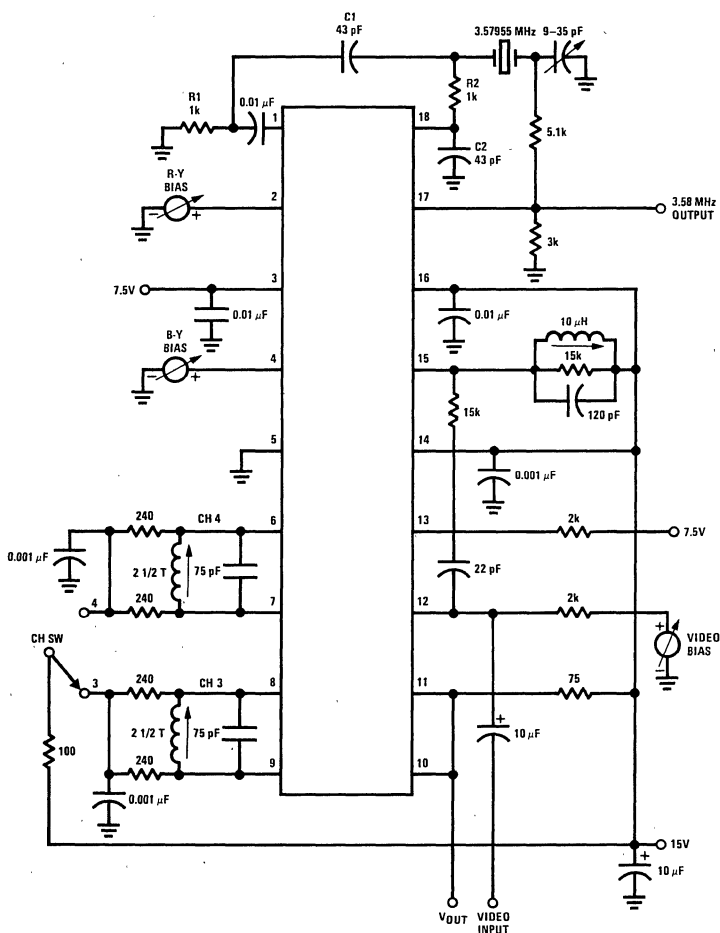 C1
43 pF
3.57955 MHz
9–35 pF
R1
1k
0.01 µF
R2
1k
1
18
C2
43 pF
5.1k
R-Y
BIAS
– +
2
17
3.58 MHz
OUTPUT
3k
7.5V
3
16
0.01 µF
0.01 µF
10 µH
15k
120 pF
B-Y
BIAS
– +
4
15
15k
5
14
0.001 µF
240
CH 4
6
13
2k
7.5V
0.001 µF
2 1/2 T
75 pF
22 pF
4
240
7
12
2k
+
–
VIDEO
BIAS
CH SW
3
240
CH 3
8
11
75
100
2 1/2 T
75 pF
+
10 µF
240
9
10
0.001 µF
15V
+
10 µF
VOUT
VIDEO
INPUT